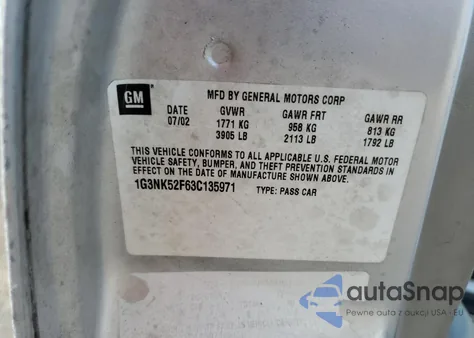 GM
MFD BY GENERAL MOTORS CORP
DATE GVWR GAWR FRT GAWR RR
07/02 1771 KG 958 KG 813 KG
3905 LB 2113 LB 1792 LB
THIS VEHICLE CONFORMS TO ALL APPLICABLE U.S. FEDERAL MOTOR
VEHICLE SAFETY, BUMPER, AND THEFT PREVENTION STANDARDS IN
EFFECT ON THE DATE OF MANUFACTURE SHOWN ABOVE.
1G3NK52F63C135971 TYPE: PASS CAR
autoSnap
Pewne auta z aukcji USA - EU